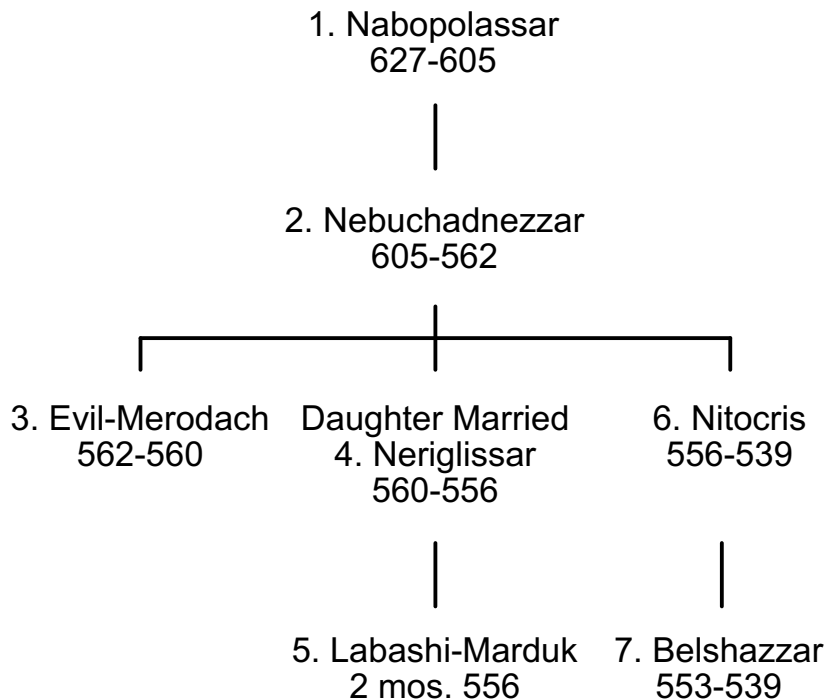 1. Nabopolassar
627-605
2. Nebuchadnezzar
605-562
3. Evil-Merodach
562-560
Daughter Married
4. Neriglissar
560-556
6. Nitocris
556-539
5. Labashi-Marduk
2 mos. 556
7. Belshazzar
553-539